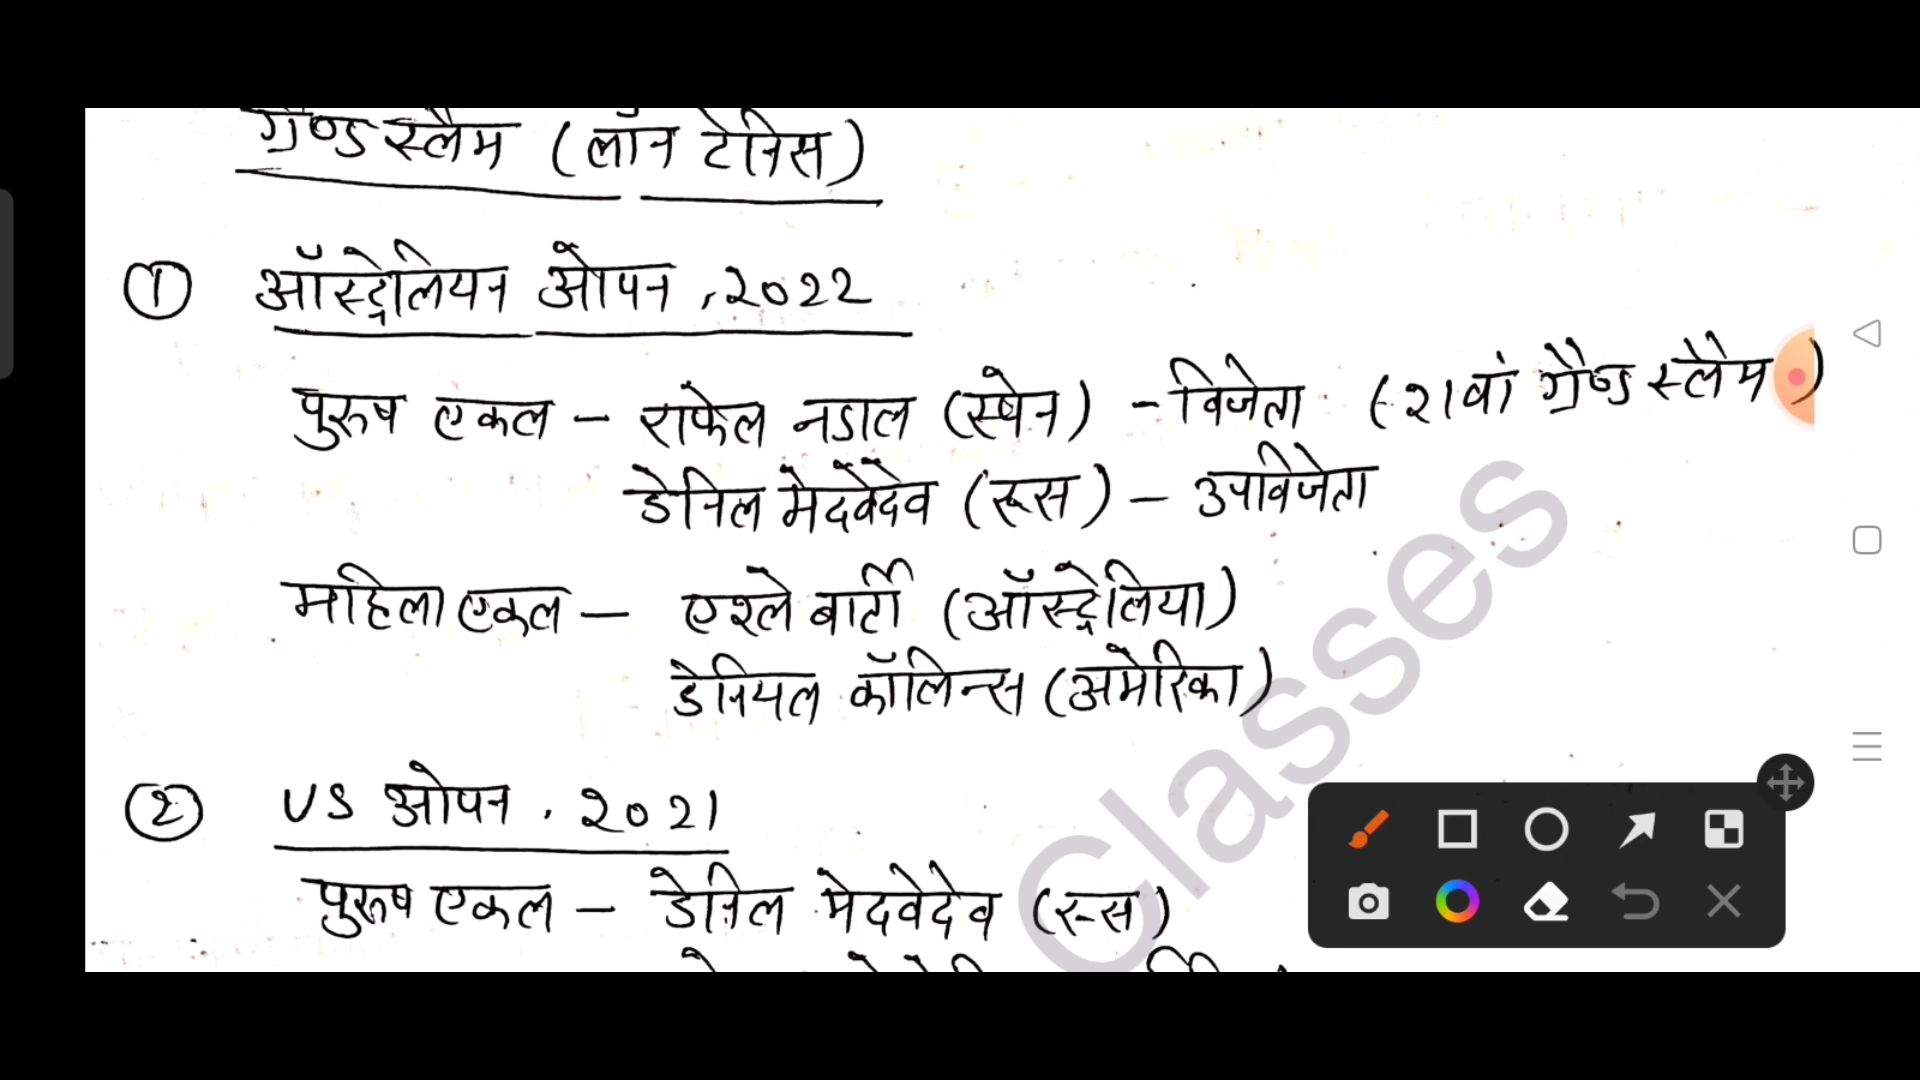 ग्रैण्ड स्लैम (लॉन टेनिस)
① ऑस्ट्रेलियन ओपन, 2022
पुरुष एकल – राफेल नडाल (स्पेन) – विजेता (21वां ग्रैण्ड स्लैम)
डेनिल मेदवेदेव (रूस) – उपविजेता
महिला एकल – एश्ले बार्टी (ऑस्ट्रेलिया)
डेनियल कॉलिन्स (अमेरिका)
② US ओपन, 2021
पुरुष एकल – डेनिल मेदवेदेव (रूस)
Classes